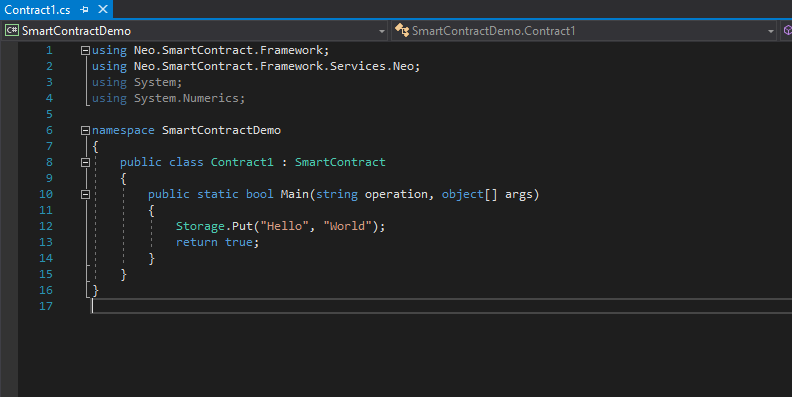 Contract1.cs
C# SmartContractDemo
SmartContractDemo.Contract1
1 using Neo.SmartContract.Framework;
2 using Neo.SmartContract.Framework.Services.Neo;
3 using System;
4 using System.Numerics;
5
6 namespace SmartContractDemo
7 {
8 public class Contract1 : SmartContract
9 {
10 public static bool Main(string operation, object[] args)
11 {
12 Storage.Put("Hello", "World");
13 return true;
14 }
15 }
16 }
17